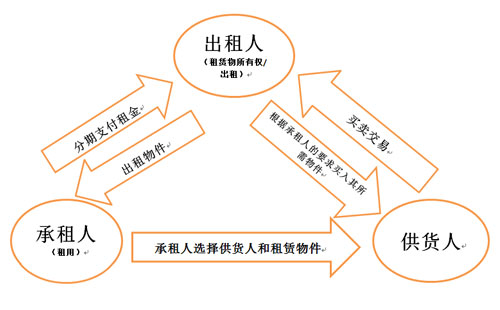 出租人
（租赁物所有权/
出租）
分期支付租金
出租物件
买卖交易
根据承租人的要求买入其所
需物件
承租人
（租用）
承租人选择供货人和租赁物件
供货人